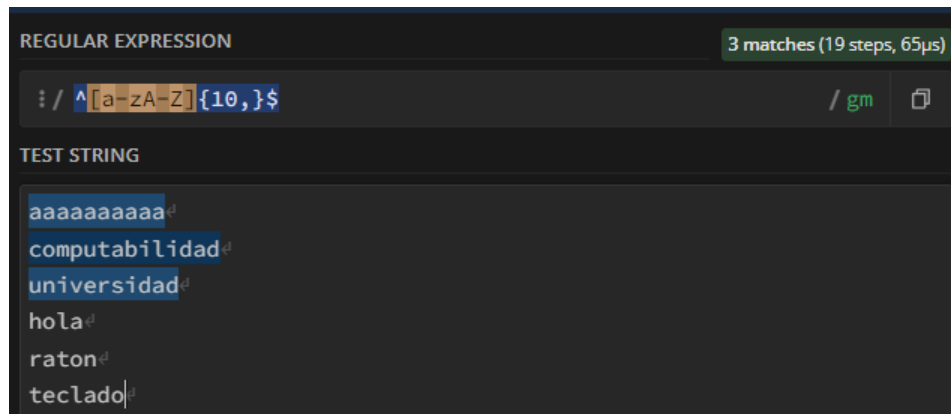 REGULAR EXPRESSION
3 matches (19 steps, 65µs)
/ ^[a-zA-Z]{10,}$ / gm
TEST STRING
aaaaaaaaaa
computabilidad
universidad
hola
raton
teclado